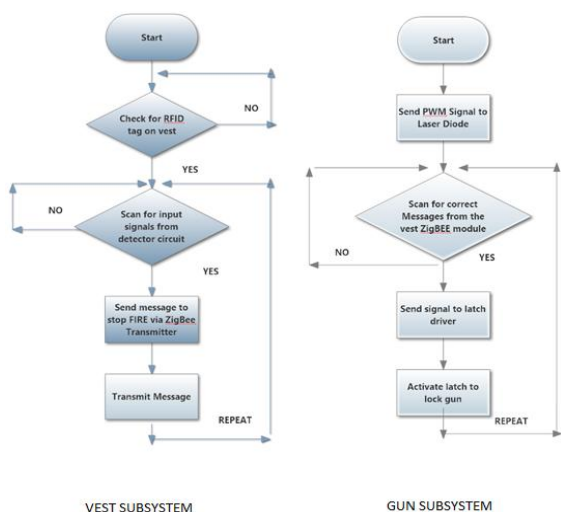 Start
NO
Check for RFID
tag on vest
YES
NO
Scan for input
signals from
detector circuit
YES
Send message to
stop FIRE via ZigBee
Transmitter
Transmit Message
REPEAT
VEST SUBSYSTEM
Start
Send PWM Signal to
Laser Diode
Scan for correct
Messages from the
vest ZigBEE module
NO
YES
Send signal to latch
driver
Activate latch to
lock gun
REPEAT
GUN SUBSYSTEM